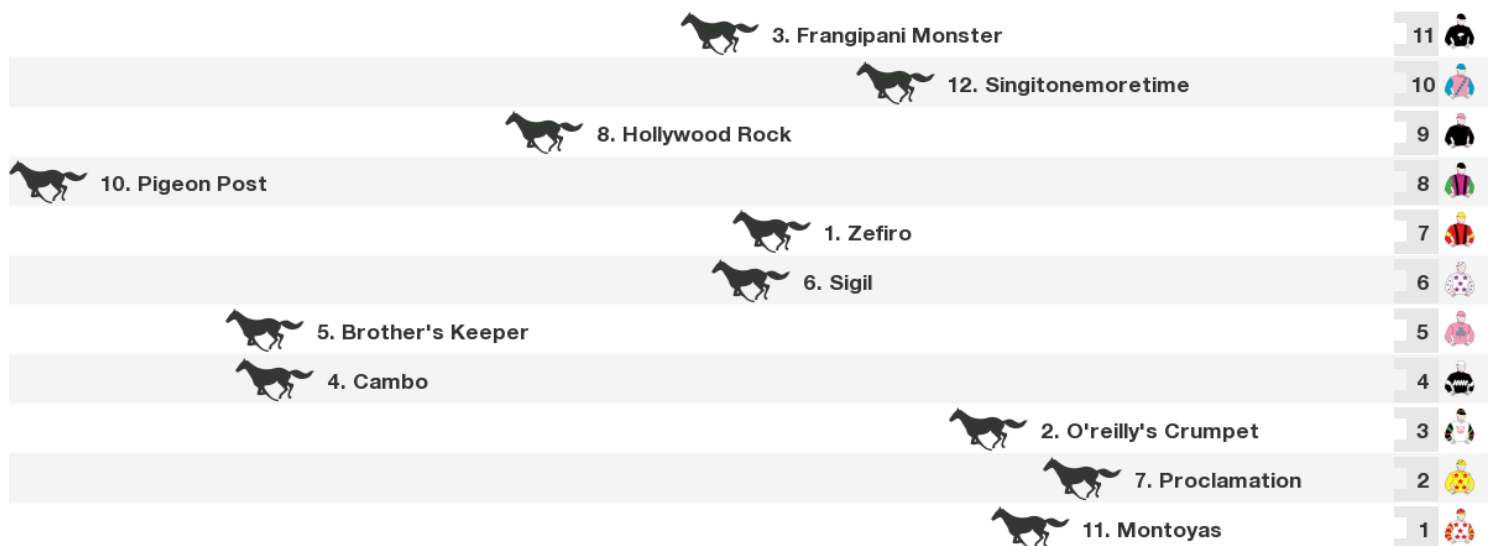 3. Frangipani Monster 11
12. Singitonemoretime 10
8. Hollywood Rock 9
10. Pigeon Post 8
1. Zefiro 7
6. Sigil 6
5. Brother's Keeper 5
4. Cambo 4
2. O'reilly's Crumpet 3
7. Proclamation 2
11. Montoyas 1